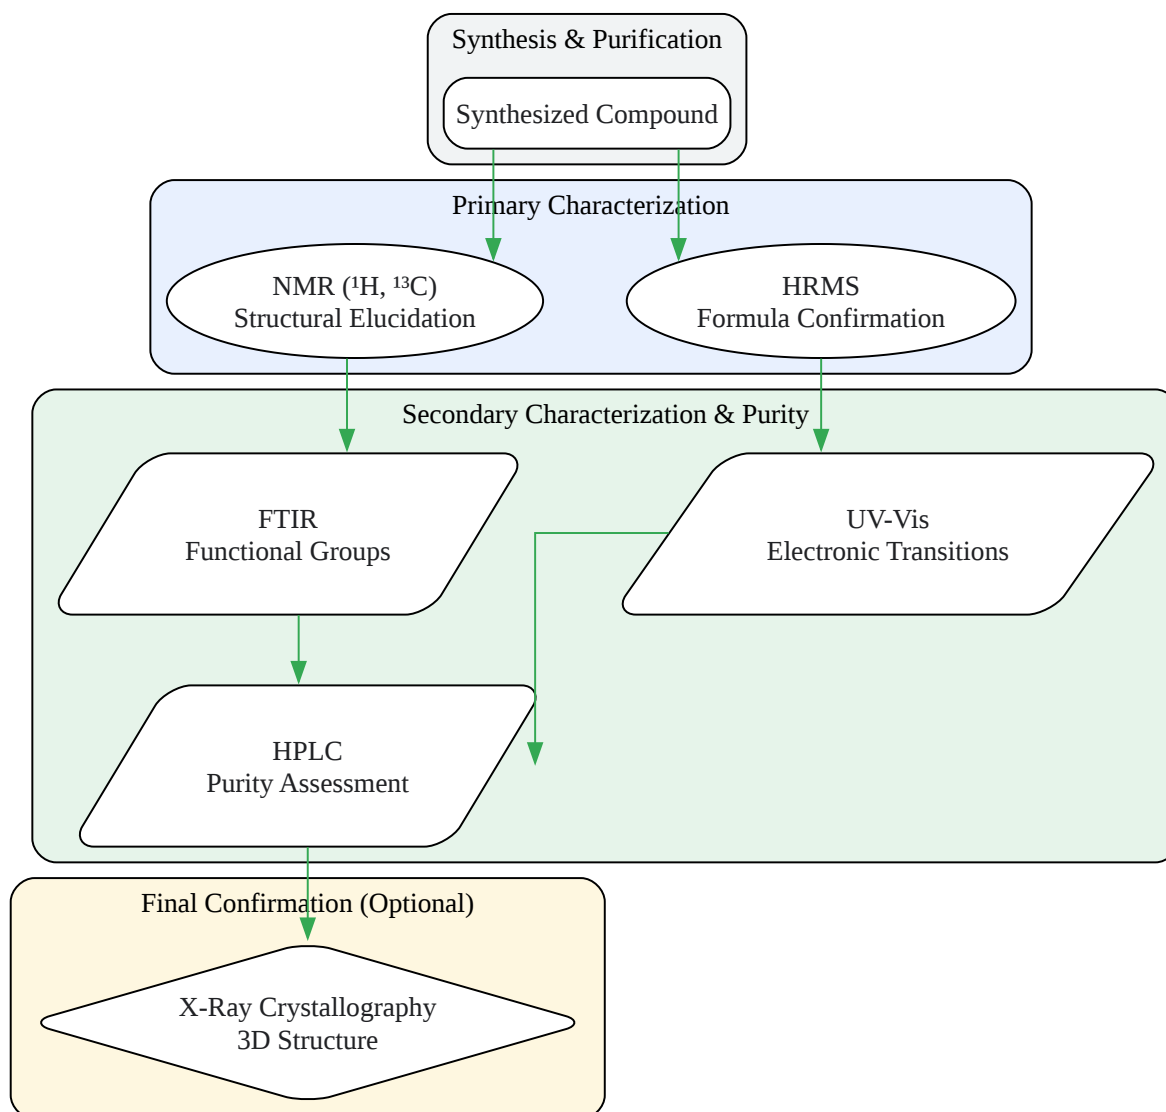 Synthesis & Purification
Synthesized Compound
Primary Characterization
NMR (¹H, ¹³C)
Structural Elucidation
HRMS
Formula Confirmation
Secondary Characterization & Purity
FTIR
Functional Groups
UV-Vis
Electronic Transitions
HPLC
Purity Assessment
Final Confirmation (Optional)
X-Ray Crystallography
3D Structure